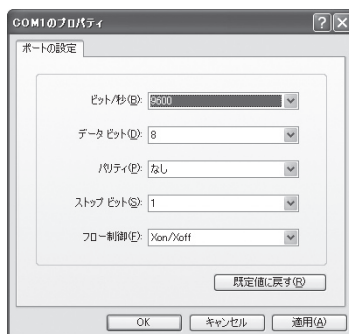 COM1のプロパティ
ポートの設定
ビット/秒(B): 9600
データ ビット(D): 8
パリティ(P): なし
ストップ ビット(S): 1
フロー制御(F): Xon/Xoff
既定値に戻す(R)
OK キャンセル 適用(A)